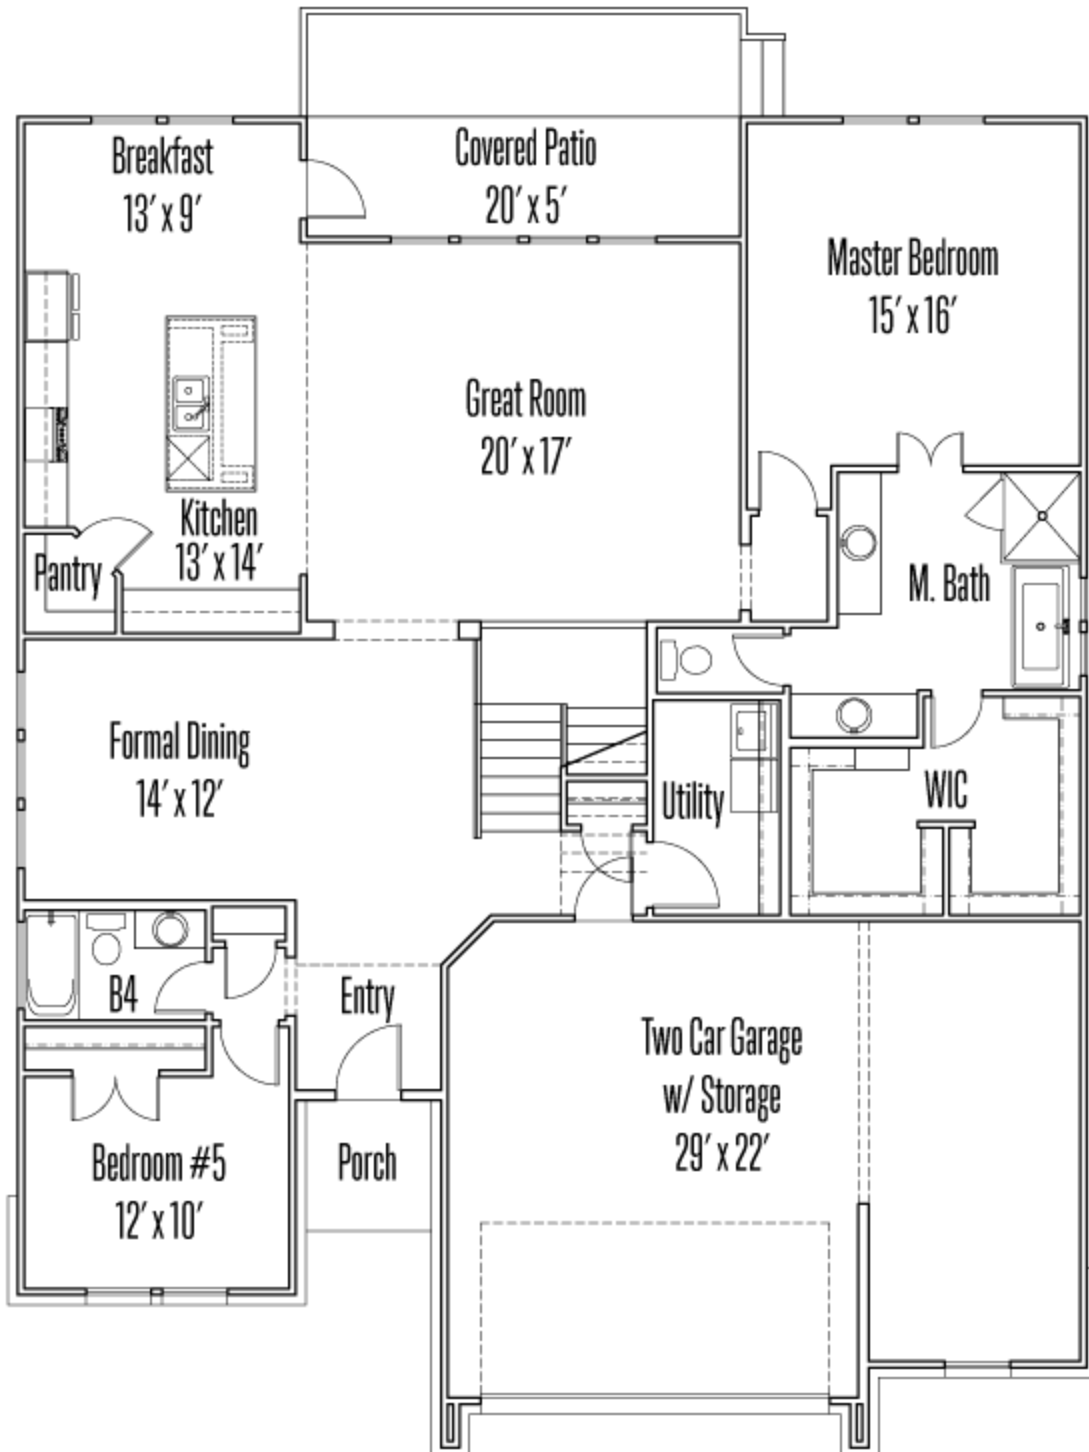 Breakfast
13′ x 9′
Covered Patio
20′ x 5′
Master Bedroom
15′ x 16′
Great Room
20′ x 17′
Kitchen
13′ x 14′
Pantry
M. Bath
Formal Dining
14′ x 12′
Utility
WIC
B4
Entry
Two Car Garage
w/ Storage
29′ x 22′
Bedroom #5
12′ x 10′
Porch